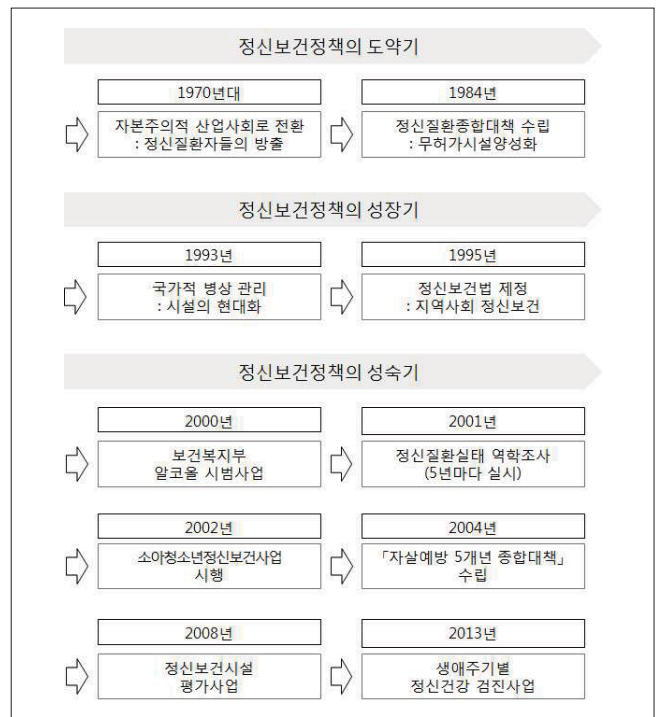 정신보건정책의 도약기
1970년대
자본주의적 산업사회로 전환
: 정신질환자들의 방출
1984년
정신질환종합대책 수립
: 무허가시설양성화
정신보건정책의 성장기
1993년
국가적 병상 관리
: 시설의 현대화
1995년
정신보건법 제정
: 지역사회 정신보건
정신보건정책의 성숙기
2000년
보건복지부
알코올 시범사업
2001년
정신질환실태 역학조사
(5년마다 실시)
2002년
소아청소년정신보건사업
시행
2004년
「자살예방 5개년 종합대책」
수립
2008년
정신보건시설
평가사업
2013년
생애주기별
정신건강 검진사업